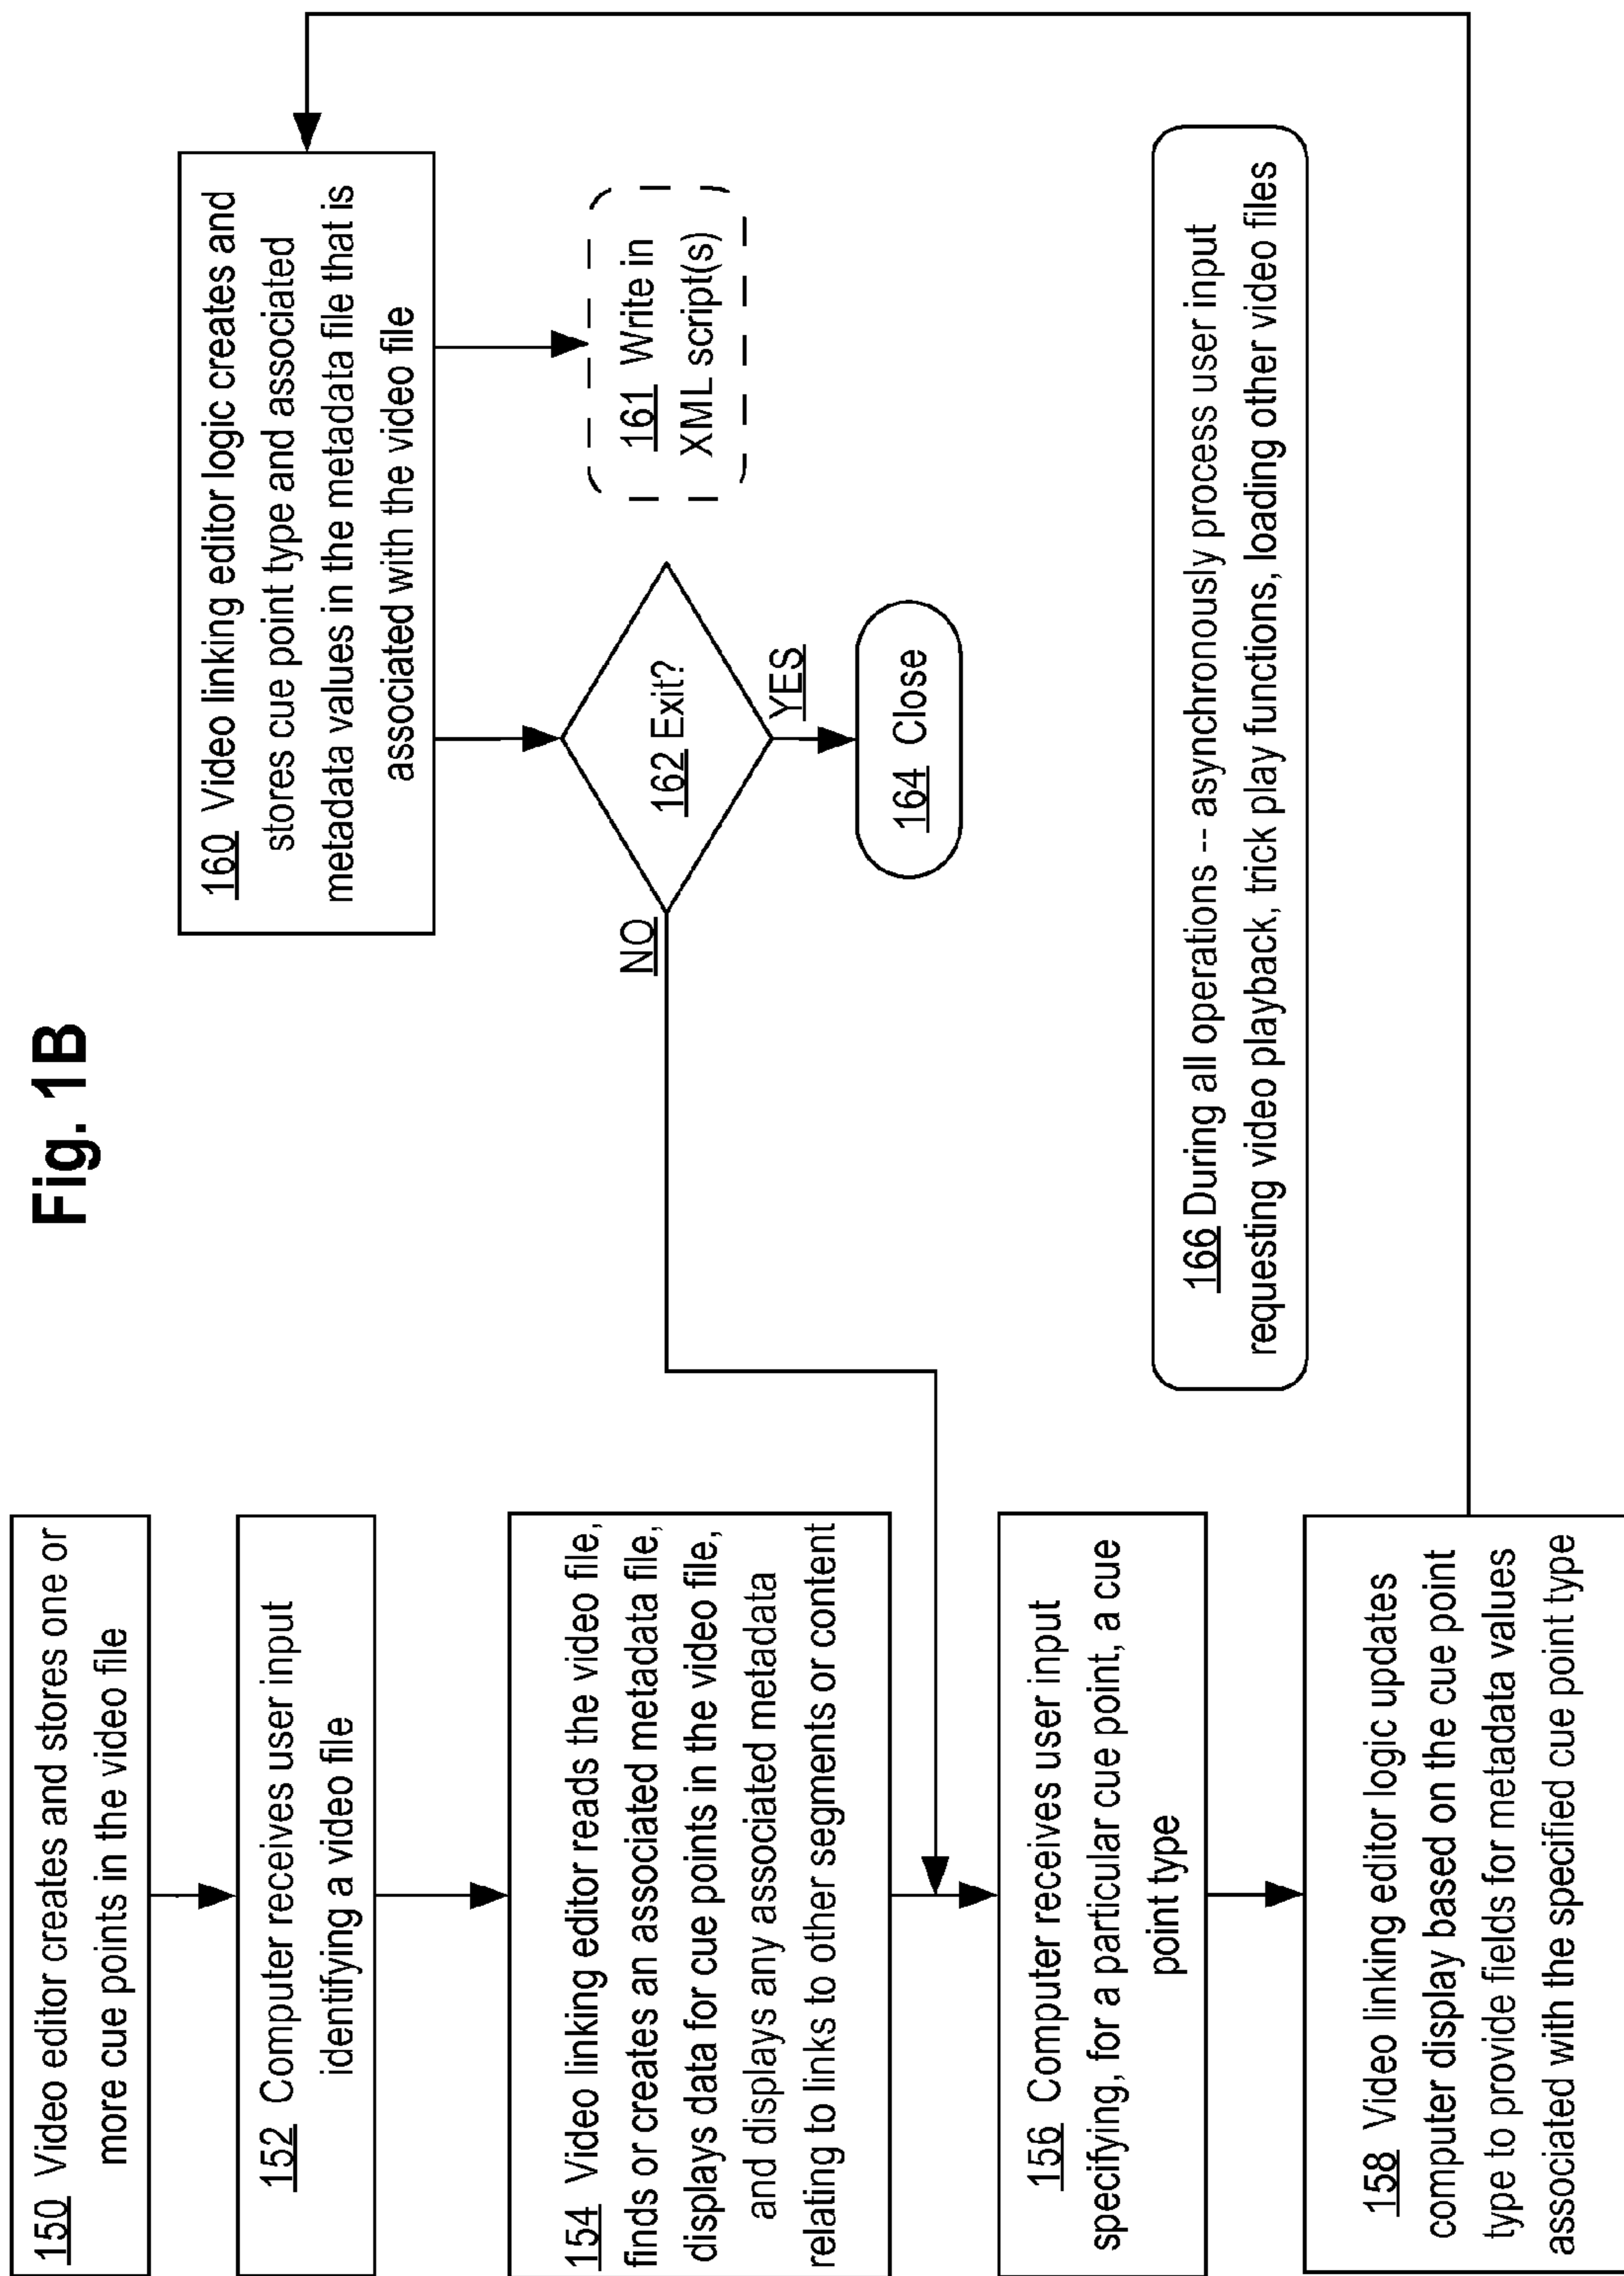 Fig. 1B
150 Video editor creates and stores one or
more cue points in the video file
152 Computer receives user input
identifying a video file
154 Video linking editor reads the video file,
finds or creates an associated metadata file,
displays data for cue points in the video file,
and displays any associated metadata
relating to links to other segments or content
156 Computer receives user input
specifying, for a particular cue point, a cue
point type
158 Video linking editor logic updates
computer display based on the cue point
type to provide fields for metadata values
associated with the specified cue point type
160 Video linking editor logic creates and
stores cue point type and associated
metadata values in the metadata file that is
associated with the video file
161 Write in
XML script(s)
162 Exit?
NO
YES
164 Close
166 During all operations -- asynchronously process user input
requesting video playback, trick play functions, loading other video files